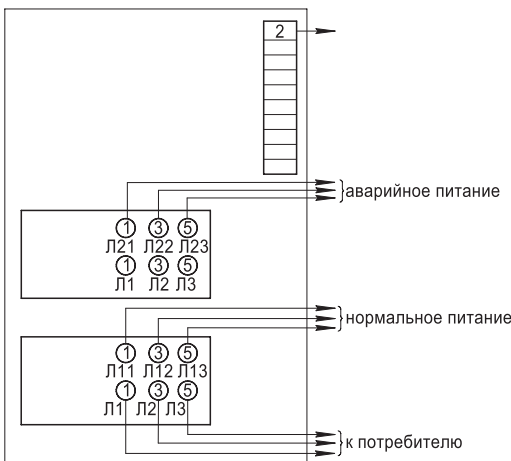 2
аварийное питание
1 3 5
Л21 Л22 Л23
1 3 5
Л1 Л2 Л3
нормальное питание
1 3 5
Л11 Л12 Л13
1 3 5
Л1 Л2 Л3
к потребителю